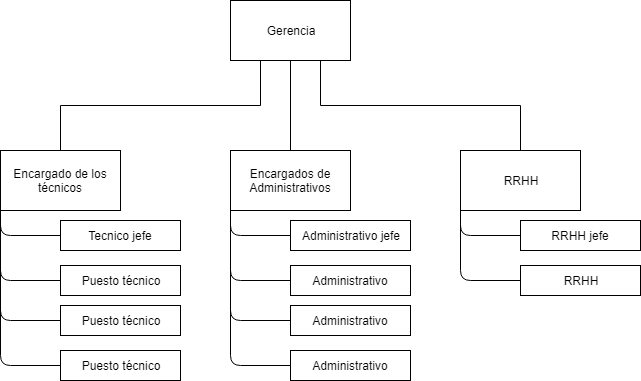 Gerencia
Encargado de los
técnicos
Encargados de
Administrativos
RRHH
Tecnico jefe
Administrativo jefe
RRHH jefe
Puesto técnico
Administrativo
RRHH
Puesto técnico
Administrativo
Puesto técnico
Administrativo